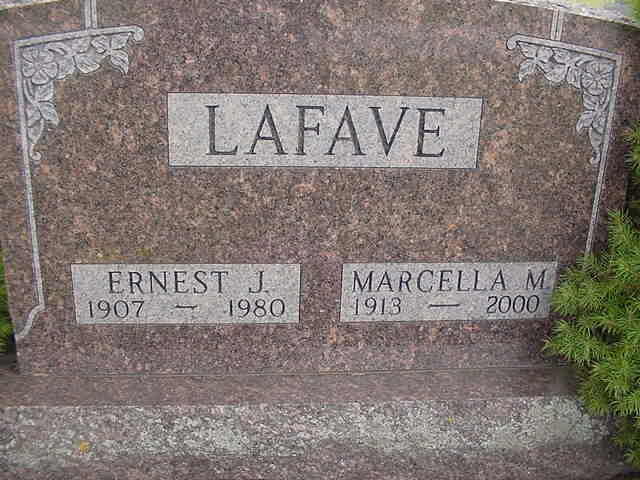 LAFAVE
ERNEST J.
1907 — 1980
MARCELLA M.
1913 — 2000